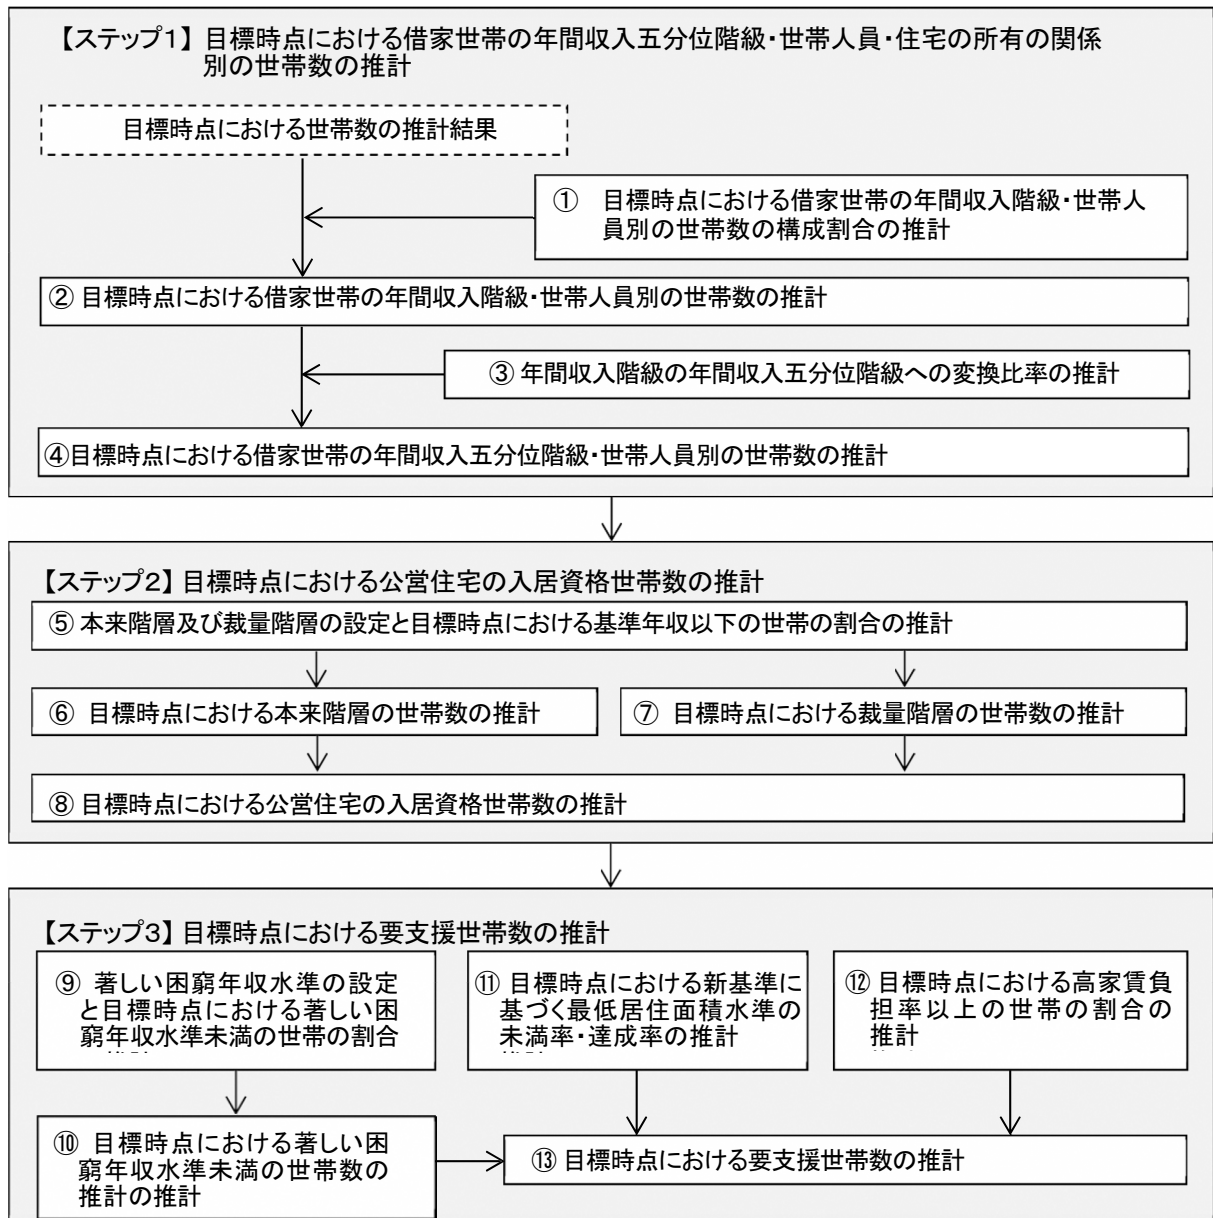 【ステップ1】 目標時点における借家世帯の年間収入五分位階級・世帯人員・住宅の所有の関係
別の世帯数の推計
目標時点における世帯数の推計結果
① 目標時点における借家世帯の年間収入階級・世帯人
員別の世帯数の構成割合の推計
② 目標時点における借家世帯の年間収入階級・世帯人員別の世帯数の推計
③ 年間収入階級の年間収入五分位階級への変換比率の推計
④目標時点における借家世帯の年間収入五分位階級・世帯人員別の世帯数の推計
【ステップ2】 目標時点における公営住宅の入居資格世帯数の推計
⑤ 本来階層及び裁量階層の設定と目標時点における基準年収以下の世帯の割合の推計
⑥ 目標時点における本来階層の世帯数の推計
⑦ 目標時点における裁量階層の世帯数の推計
⑧ 目標時点における公営住宅の入居資格世帯数の推計
【ステップ3】 目標時点における要支援世帯数の推計
⑨ 著しい困窮年収水準の設定
と目標時点における著しい困
窮年収水準未満の世帯の割合
⑪ 目標時点における新基準に
基づく最低居住面積水準の
未満率・達成率の推計
⑫ 目標時点における高家賃負
担率以上の世帯の割合の
推計
⑩ 目標時点における著しい困
窮年収水準未満の世帯数の
推計の推計
⑬ 目標時点における要支援世帯数の推計